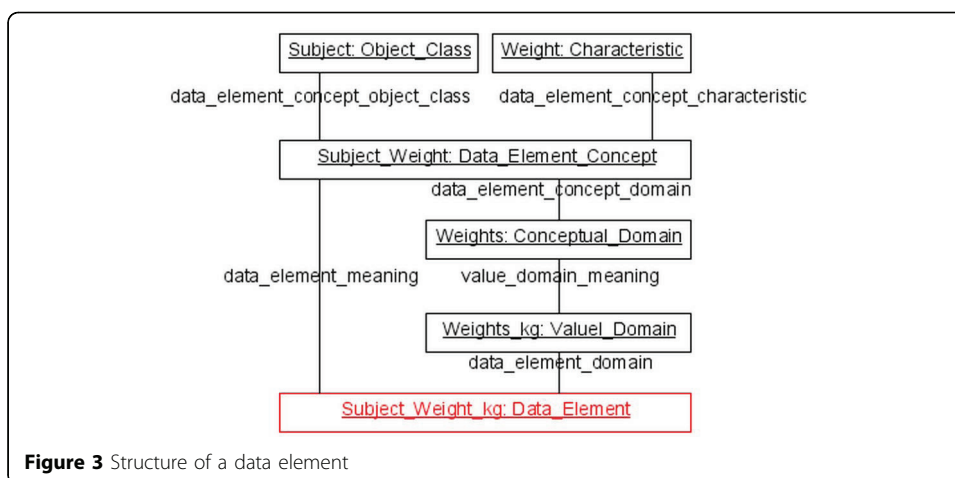 Subject: Object_Class Weight: Characteristic
data_element_concept_object_class data_element_concept_characteristic
Subject_Weight: Data_Element_Concept
data_element_concept_domain
Weights: Conceptual_Domain
data_element_meaning value_domain_meaning
Weights_kg: Valuel_Domain
data_element_domain
Subject_Weight_kg: Data_Element
Figure 3 Structure of a data element